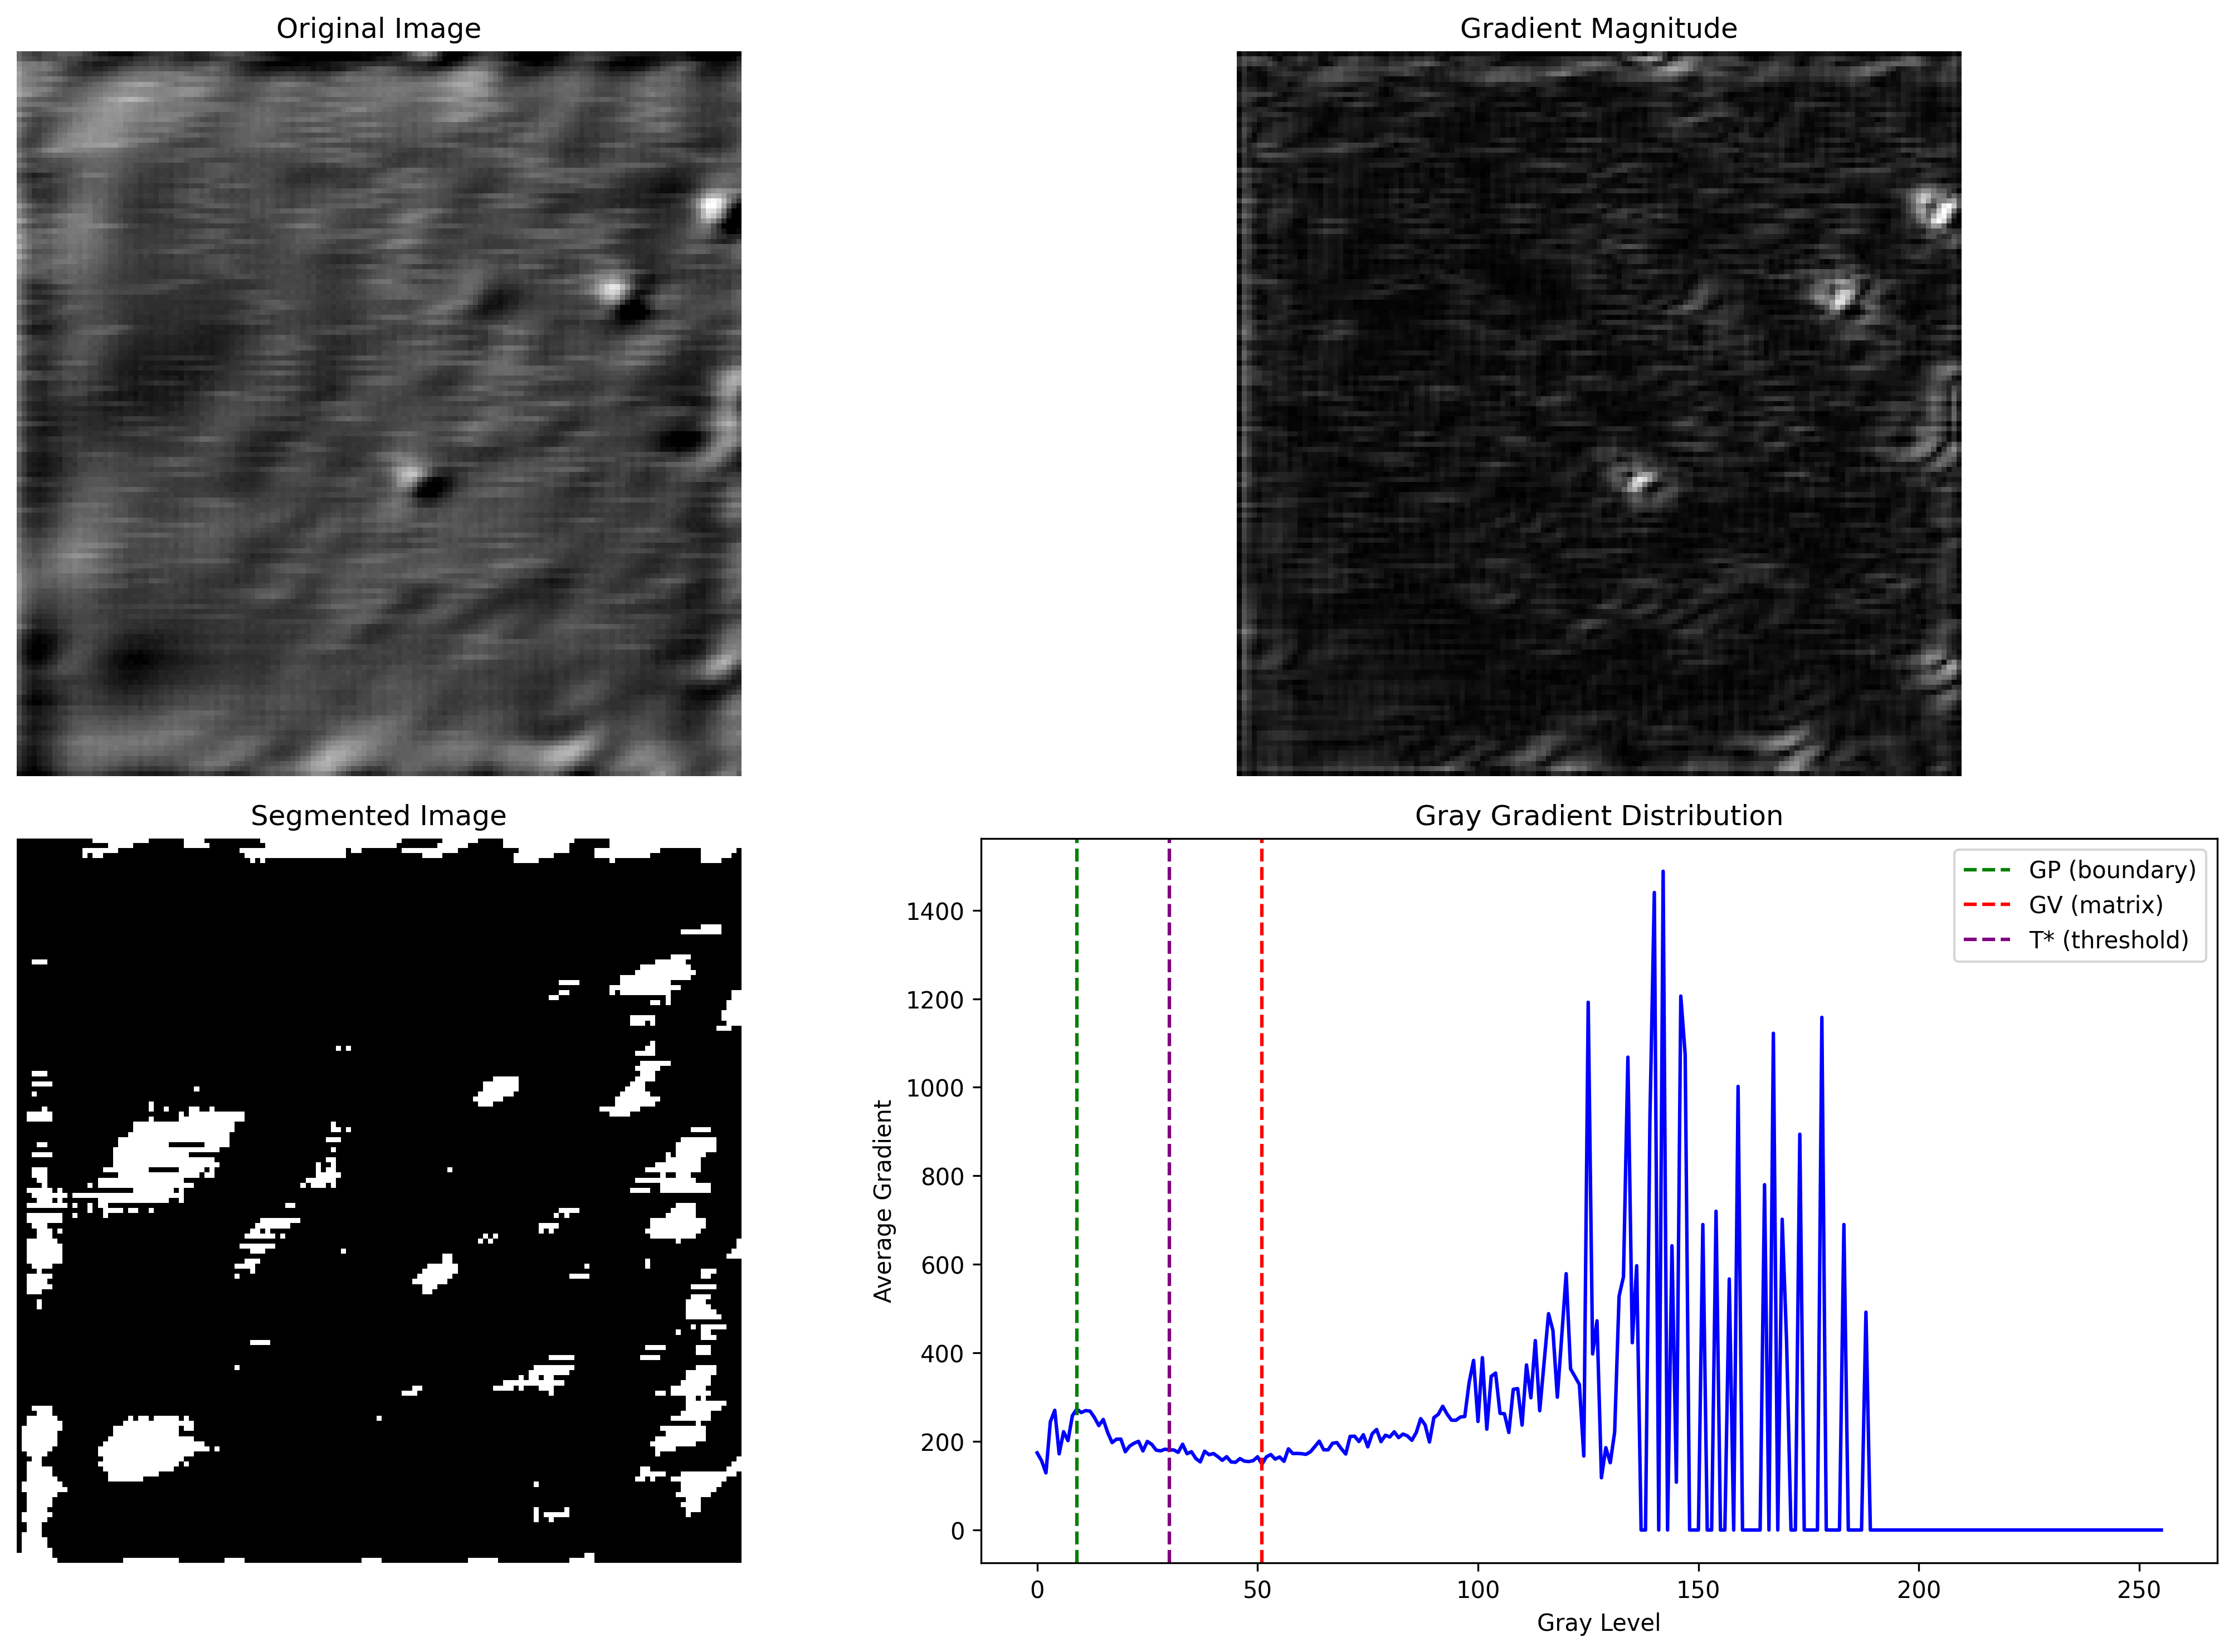 Original Image
Gradient Magnitude
Segmented Image
Gray Gradient Distribution
GP (boundary)
GV (matrix)
T* (threshold)
Average Gradient
1400
1200
1000
800
600
400
200
0
0 50 100 150 200 250
Gray Level